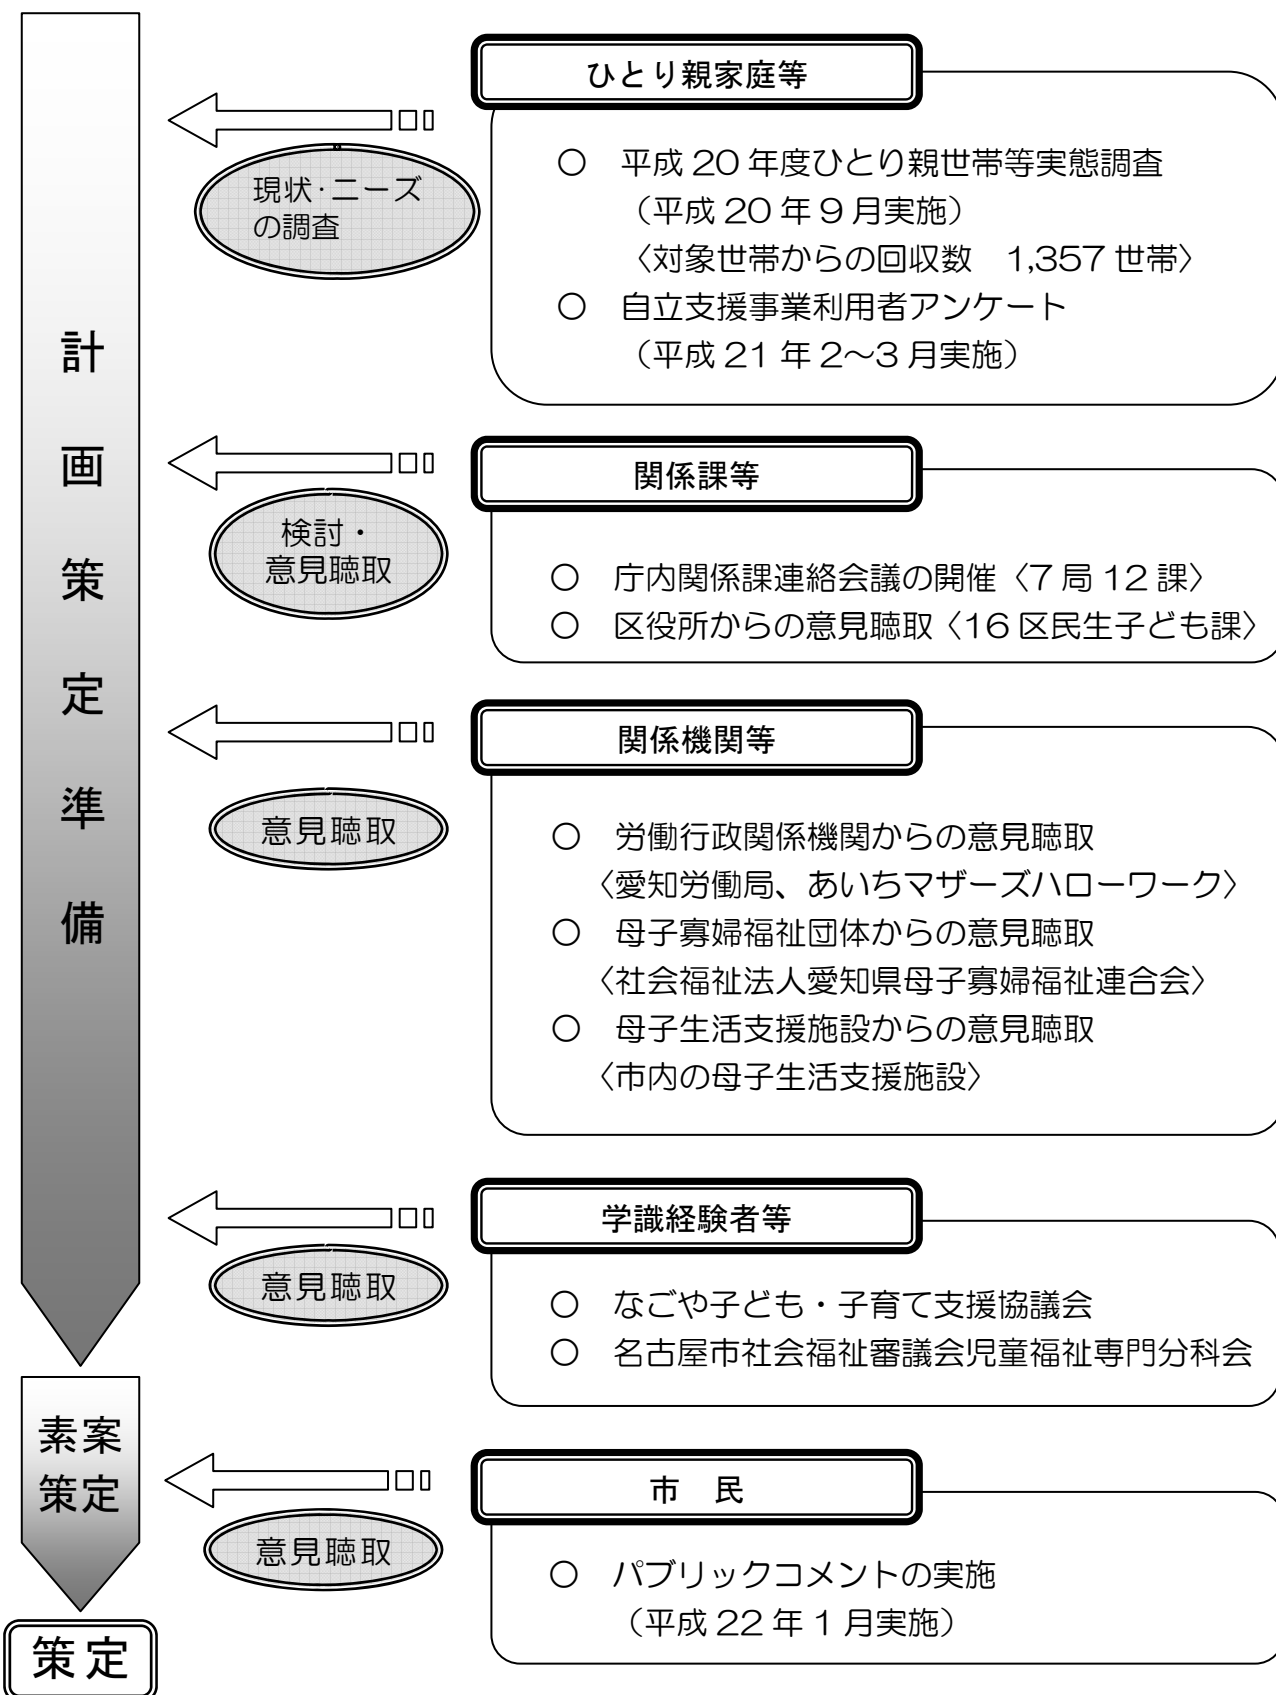 計画策定準備
ひとり親家庭等
現状・ニーズ
の調査
○ 平成 20 年度ひとり親世帯等実態調査
（平成 20 年 9 月実施）
〈対象世帯からの回収数 1,357 世帯〉
○ 自立支援事業利用者アンケート
（平成 21 年 2～3 月実施）
関係課等
検討・
意見聴取
○ 庁内関係課連絡会議の開催〈7 局 12 課〉
○ 区役所からの意見聴取〈16 区民生子ども課〉
関係機関等
意見聴取
○ 労働行政関係機関からの意見聴取
〈愛知労働局、あいちマザーズハローワーク〉
○ 母子寡婦福祉団体からの意見聴取
〈社会福祉法人愛知県母子寡婦福祉連合会〉
○ 母子生活支援施設からの意見聴取
〈市内の母子生活支援施設〉
学識経験者等
意見聴取
○ なごや子ども・子育て支援協議会
○ 名古屋市社会福祉審議会児童福祉専門分科会
素案
策定
市 民
意見聴取
○ パブリックコメントの実施
（平成 22 年 1 月実施）
策定